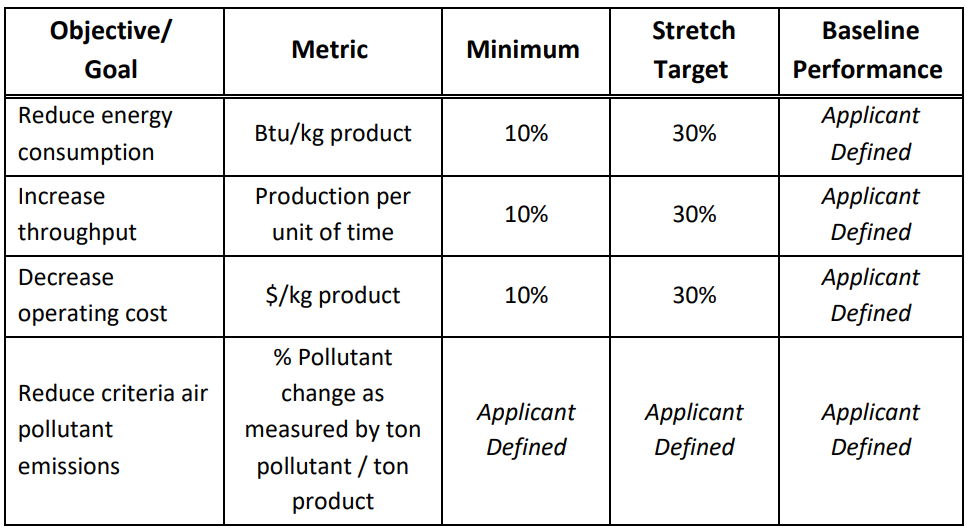 Objective/
Goal
Metric
Minimum
Stretch
Target
Baseline
Performance
Reduce energy
consumption
Btu/kg product
10%
30%
Applicant
Defined
Increase
throughput
Production per
unit of time
10%
30%
Applicant
Defined
Decrease
operating cost
$/kg product
10%
30%
Applicant
Defined
Reduce criteria air
pollutant
emissions
% Pollutant
change as
measured by ton
pollutant / ton
product
Applicant
Defined
Applicant
Defined
Applicant
Defined